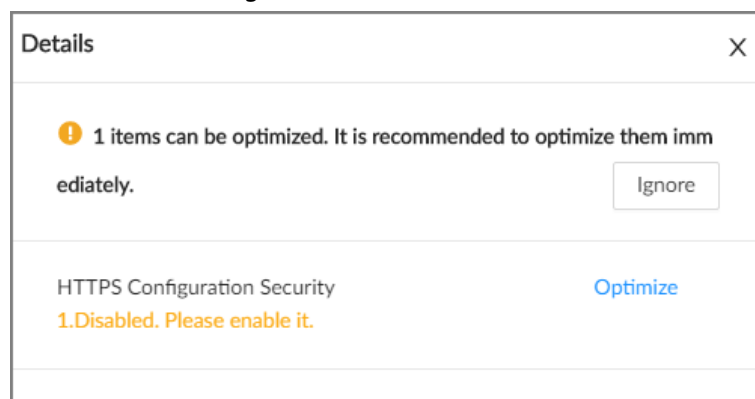 Details
X
1 items can be optimized. It is recommended to optimize them imm
ediately.
Ignore
HTTPS Configuration Security
Optimize
1.Disabled. Please enable it.